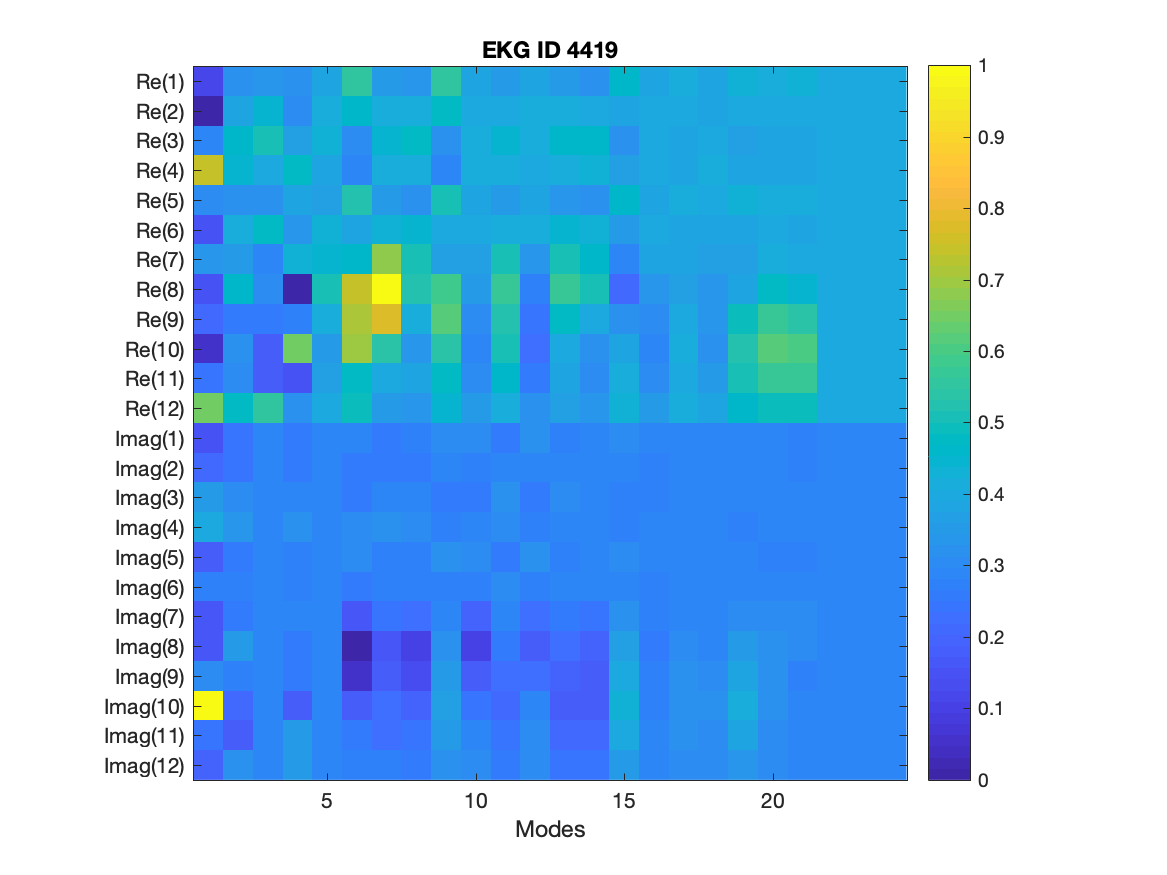 EKG ID 4419
Re(1)
Re(2)
Re(3)
Re(4)
Re(5)
Re(6)
Re(7)
Re(8)
Re(9)
Re(10)
Re(11)
Re(12)
Imag(1)
Imag(2)
Imag(3)
Imag(4)
Imag(5)
Imag(6)
Imag(7)
Imag(8)
Imag(9)
Imag(10)
Imag(11)
Imag(12)
5 10 15 20
Modes
1
0.9
0.8
0.7
0.6
0.5
0.4
0.3
0.2
0.1
0